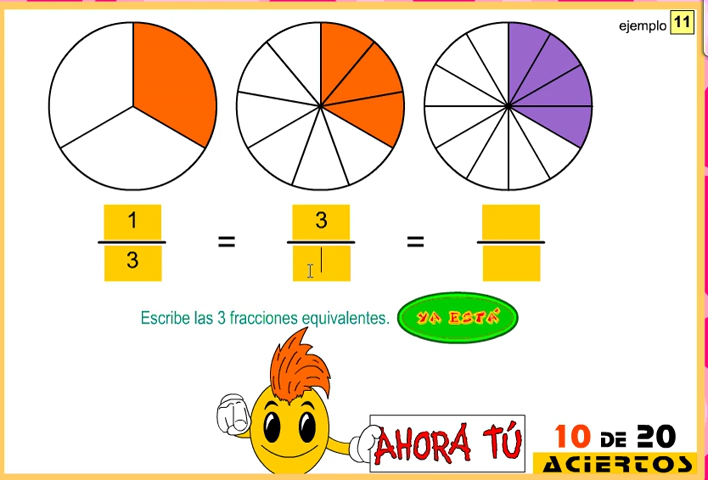 ejemplo 11
1 = 3 =
3
Escribe las 3 fracciones equivalentes. YA ESTÁ
AHORA TÚ
10 DE 20
ACIERTOS